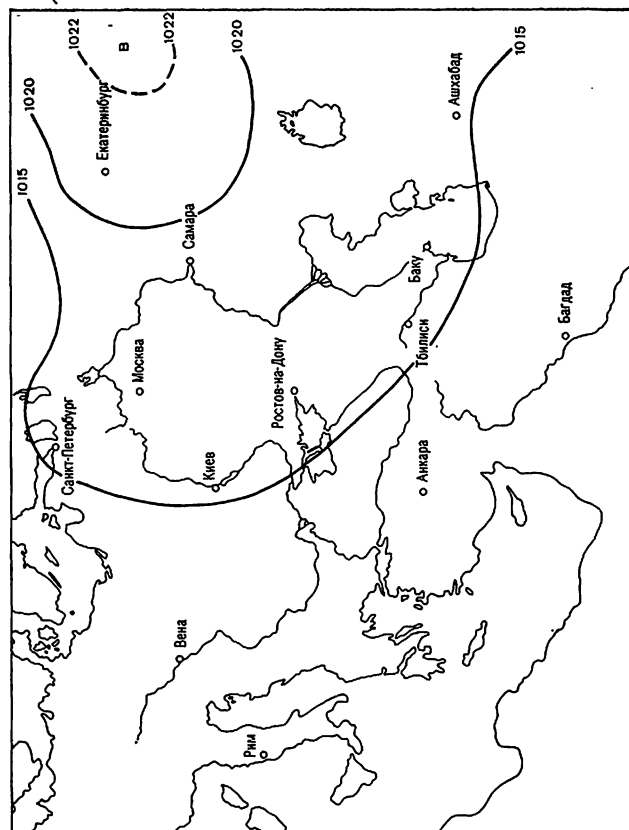 1015
1020
1022
Санкт-Петербург
Екатеринбург
В
Москва
1022
Вена
Самара
Киев
1020
Рим
Ростов-на-Дону
Баку
Тбилиси
Анкара
Ашхабад
1015
Багдад